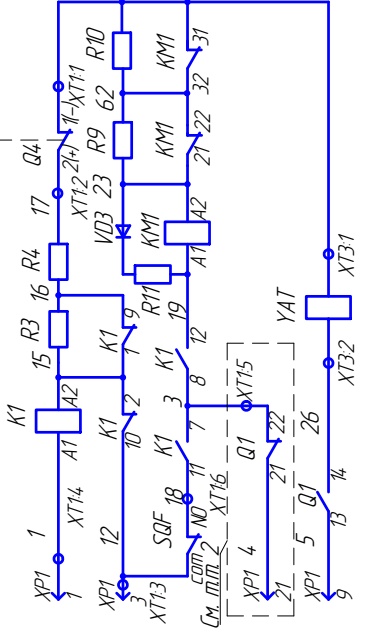 K1 R3 R4 Q4
1 15 16 17 2(+) 1(-)
XP1 A1 A2 XT1:2 XT1:1
1 XT1:4
12 K1 K1 23 R9 62 R10
XP1 10 2 1 9 VD3
3
XT1:3
SQF 18 K1 3 K1 19 R11 KM1 KM1 KM1
com NO 11 7 8 12 A1 A2 21 22 32 31
См. т.т. 2 XT1:6
4 Q1 XT1:5
XP1 21 22
21
5 Q1 26 YAT
XP1 13 14 XT3:2 XT3:1
9